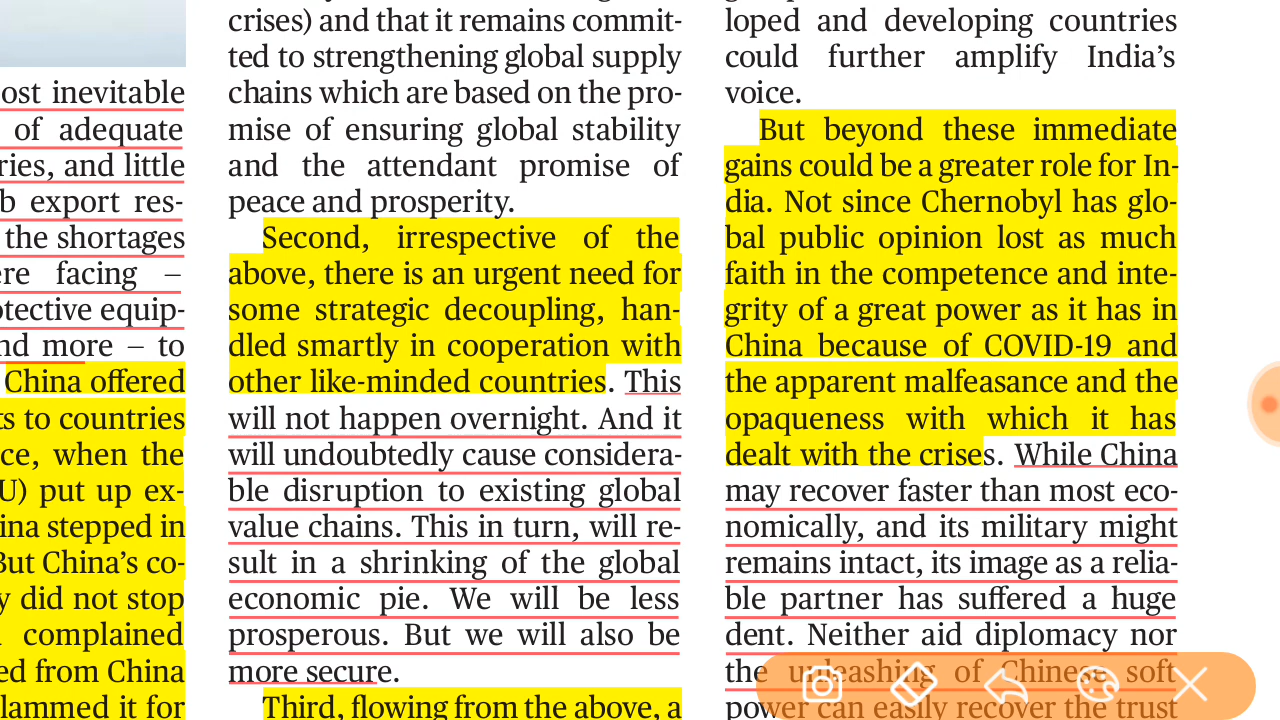 ost inevitable
of adequate
ries, and little
b export res-
the shortages
ere facing –
otective equip-
nd more – to
China offered
ts to countries
ce, when the
U) put up ex-
ina stepped in
But China's co-
y did not stop
complained
ed from China
lammed it for
crises) and that it remains commit-
ted to strengthening global supply
chains which are based on the pro-
mise of ensuring global stability
and the attendant promise of
peace and prosperity.
Second, irrespective of the
above, there is an urgent need for
some strategic decoupling, han-
dled smartly in cooperation with
other like-minded countries. This
will not happen overnight. And it
will undoubtedly cause considera-
ble disruption to existing global
value chains. This in turn, will re-
sult in a shrinking of the global
economic pie. We will be less
prosperous. But we will also be
more secure.
Third, flowing from the above, a
loped and developing countries
could further amplify India's
voice.
But beyond these immediate
gains could be a greater role for In-
dia. Not since Chernobyl has glo-
bal public opinion lost as much
faith in the competence and inte-
grity of a great power as it has in
China because of COVID-19 and
the apparent malfeasance and the
opaqueness with which it has
dealt with the crises. While China
may recover faster than most eco-
nomically, and its military might
remains intact, its image as a relia-
ble partner has suffered a huge
dent. Neither aid diplomacy nor
the unleashing of Chinese soft
power can easily recover the trust